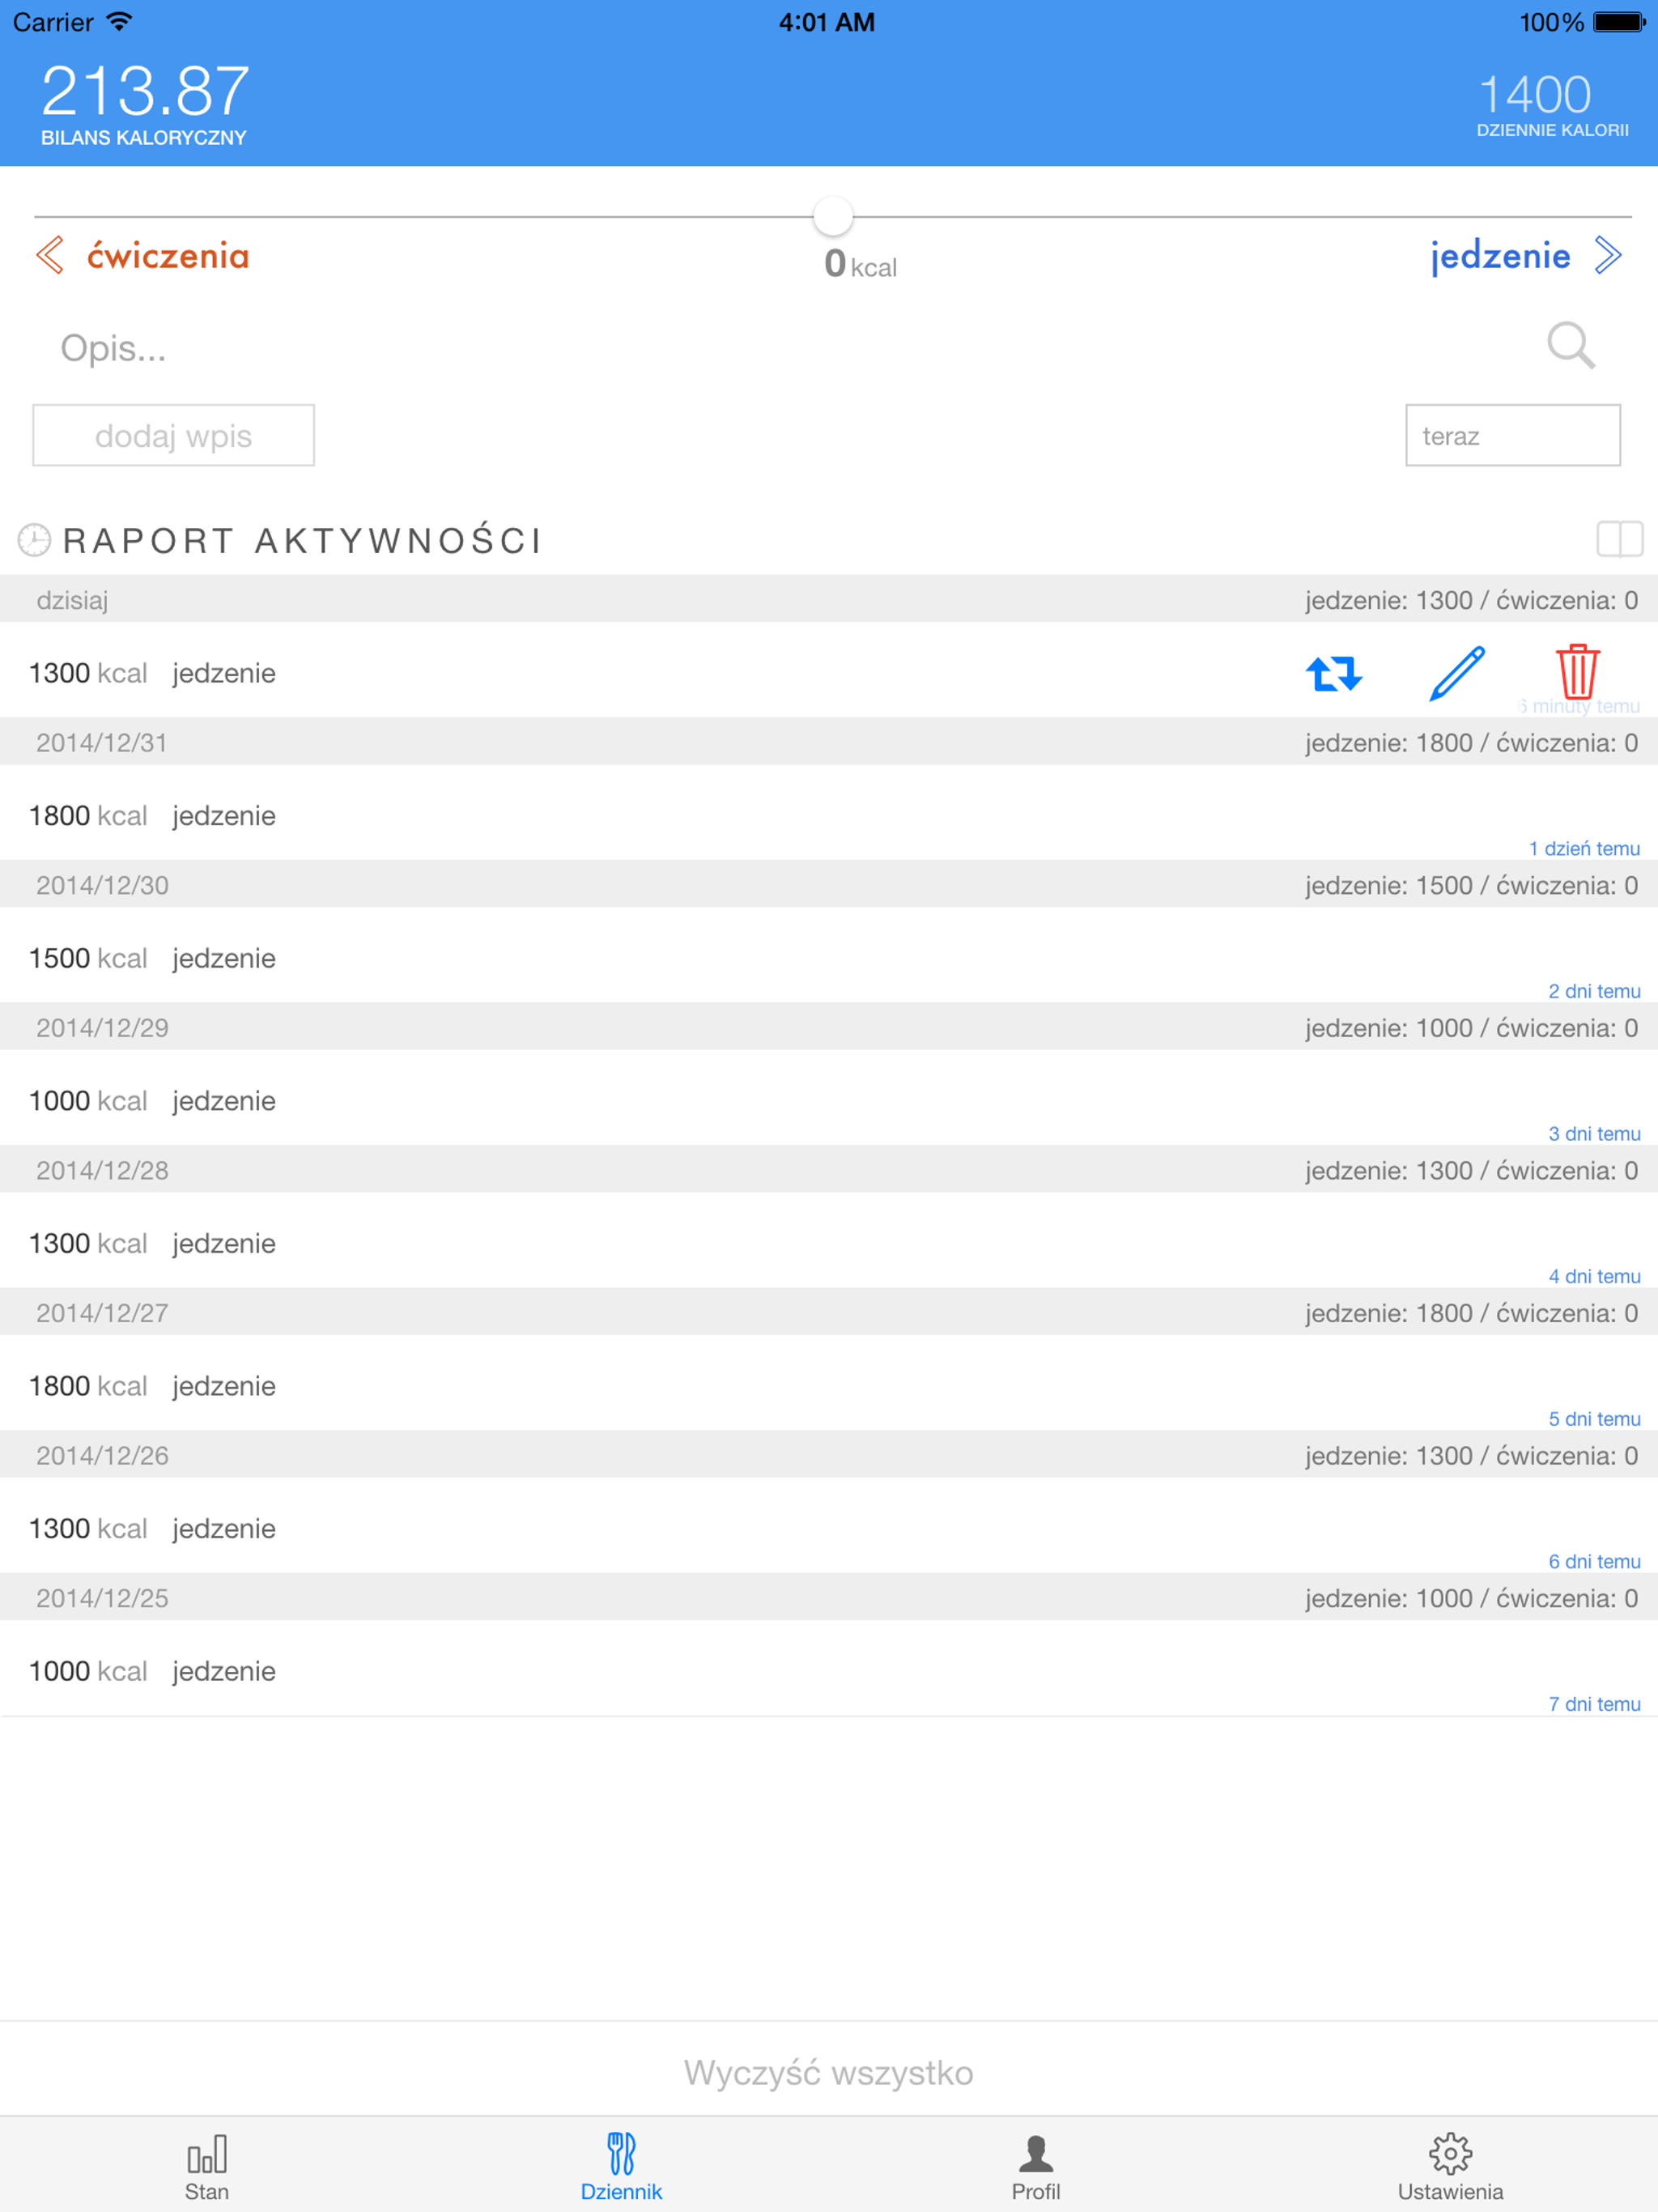 Carrier 4:01 AM 100%
213.87 1400
BILANS KALORYCZNY DZIENNIE KALORII
ćwiczenia 0 kcal jedzenie
Opis...
dodaj wpis teraz
RAPORT AKTYWNOŚCI
dzisiaj jedzenie: 1300 / ćwiczenia: 0
1300 kcal jedzenie
6 minuty temu
2014/12/31 jedzenie: 1800 / ćwiczenia: 0
1800 kcal jedzenie
1 dzień temu
2014/12/30 jedzenie: 1500 / ćwiczenia: 0
1500 kcal jedzenie
2 dni temu
2014/12/29 jedzenie: 1000 / ćwiczenia: 0
1000 kcal jedzenie
3 dni temu
2014/12/28 jedzenie: 1300 / ćwiczenia: 0
1300 kcal jedzenie
4 dni temu
2014/12/27 jedzenie: 1800 / ćwiczenia: 0
1800 kcal jedzenie
5 dni temu
2014/12/26 jedzenie: 1300 / ćwiczenia: 0
1300 kcal jedzenie
6 dni temu
2014/12/25 jedzenie: 1000 / ćwiczenia: 0
1000 kcal jedzenie
7 dni temu
Wyczyść wszystko
Stan Dziennik Profil Ustawienia